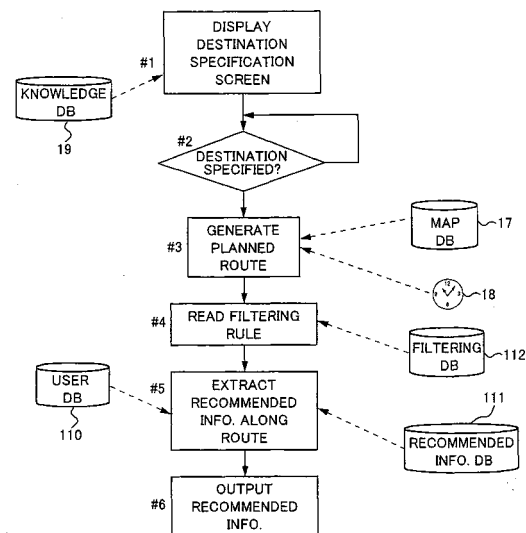 DISPLAY
DESTINATION
SPECIFICATION
SCREEN
#1
KNOWLEDGE
DB
19
#2
DESTINATION
SPECIFIED?
#3
GENERATE
PLANNED
ROUTE
MAP
DB
17
18
#4
READ FILTERING
RULE
FILTERING
DB
112
USER
DB
110
#5
EXTRACT
RECOMMENDED
INFO. ALONG
ROUTE
111
RECOMMENDED
INFO. DB
#6
OUTPUT
RECOMMENDED
INFO.